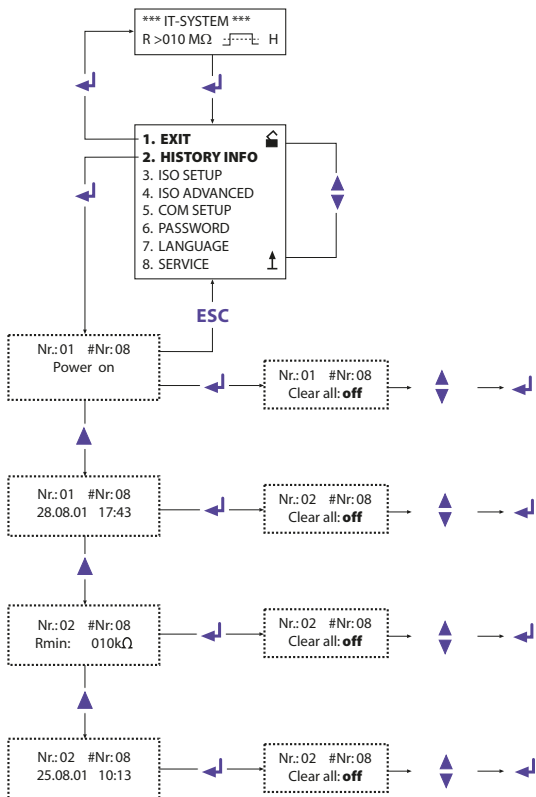 *** IT-SYSTEM ***
R >010 MΩ H
1. EXIT
2. HISTORY INFO
3. ISO SETUP
4. ISO ADVANCED
5. COM SETUP
6. PASSWORD
7. LANGUAGE
8. SERVICE
ESC
Nr.: 01 #Nr: 08
Power on
Nr.: 01 #Nr: 08
Clear all: off
Nr.: 01 #Nr: 08
28.08.01 17:43
Nr.: 02 #Nr: 08
Clear all: off
Nr.: 02 #Nr: 08
Rmin: 010kΩ
Nr.: 02 #Nr: 08
Clear all: off
Nr.: 02 #Nr: 08
25.08.01 10:13
Nr.: 02 #Nr: 08
Clear all: off